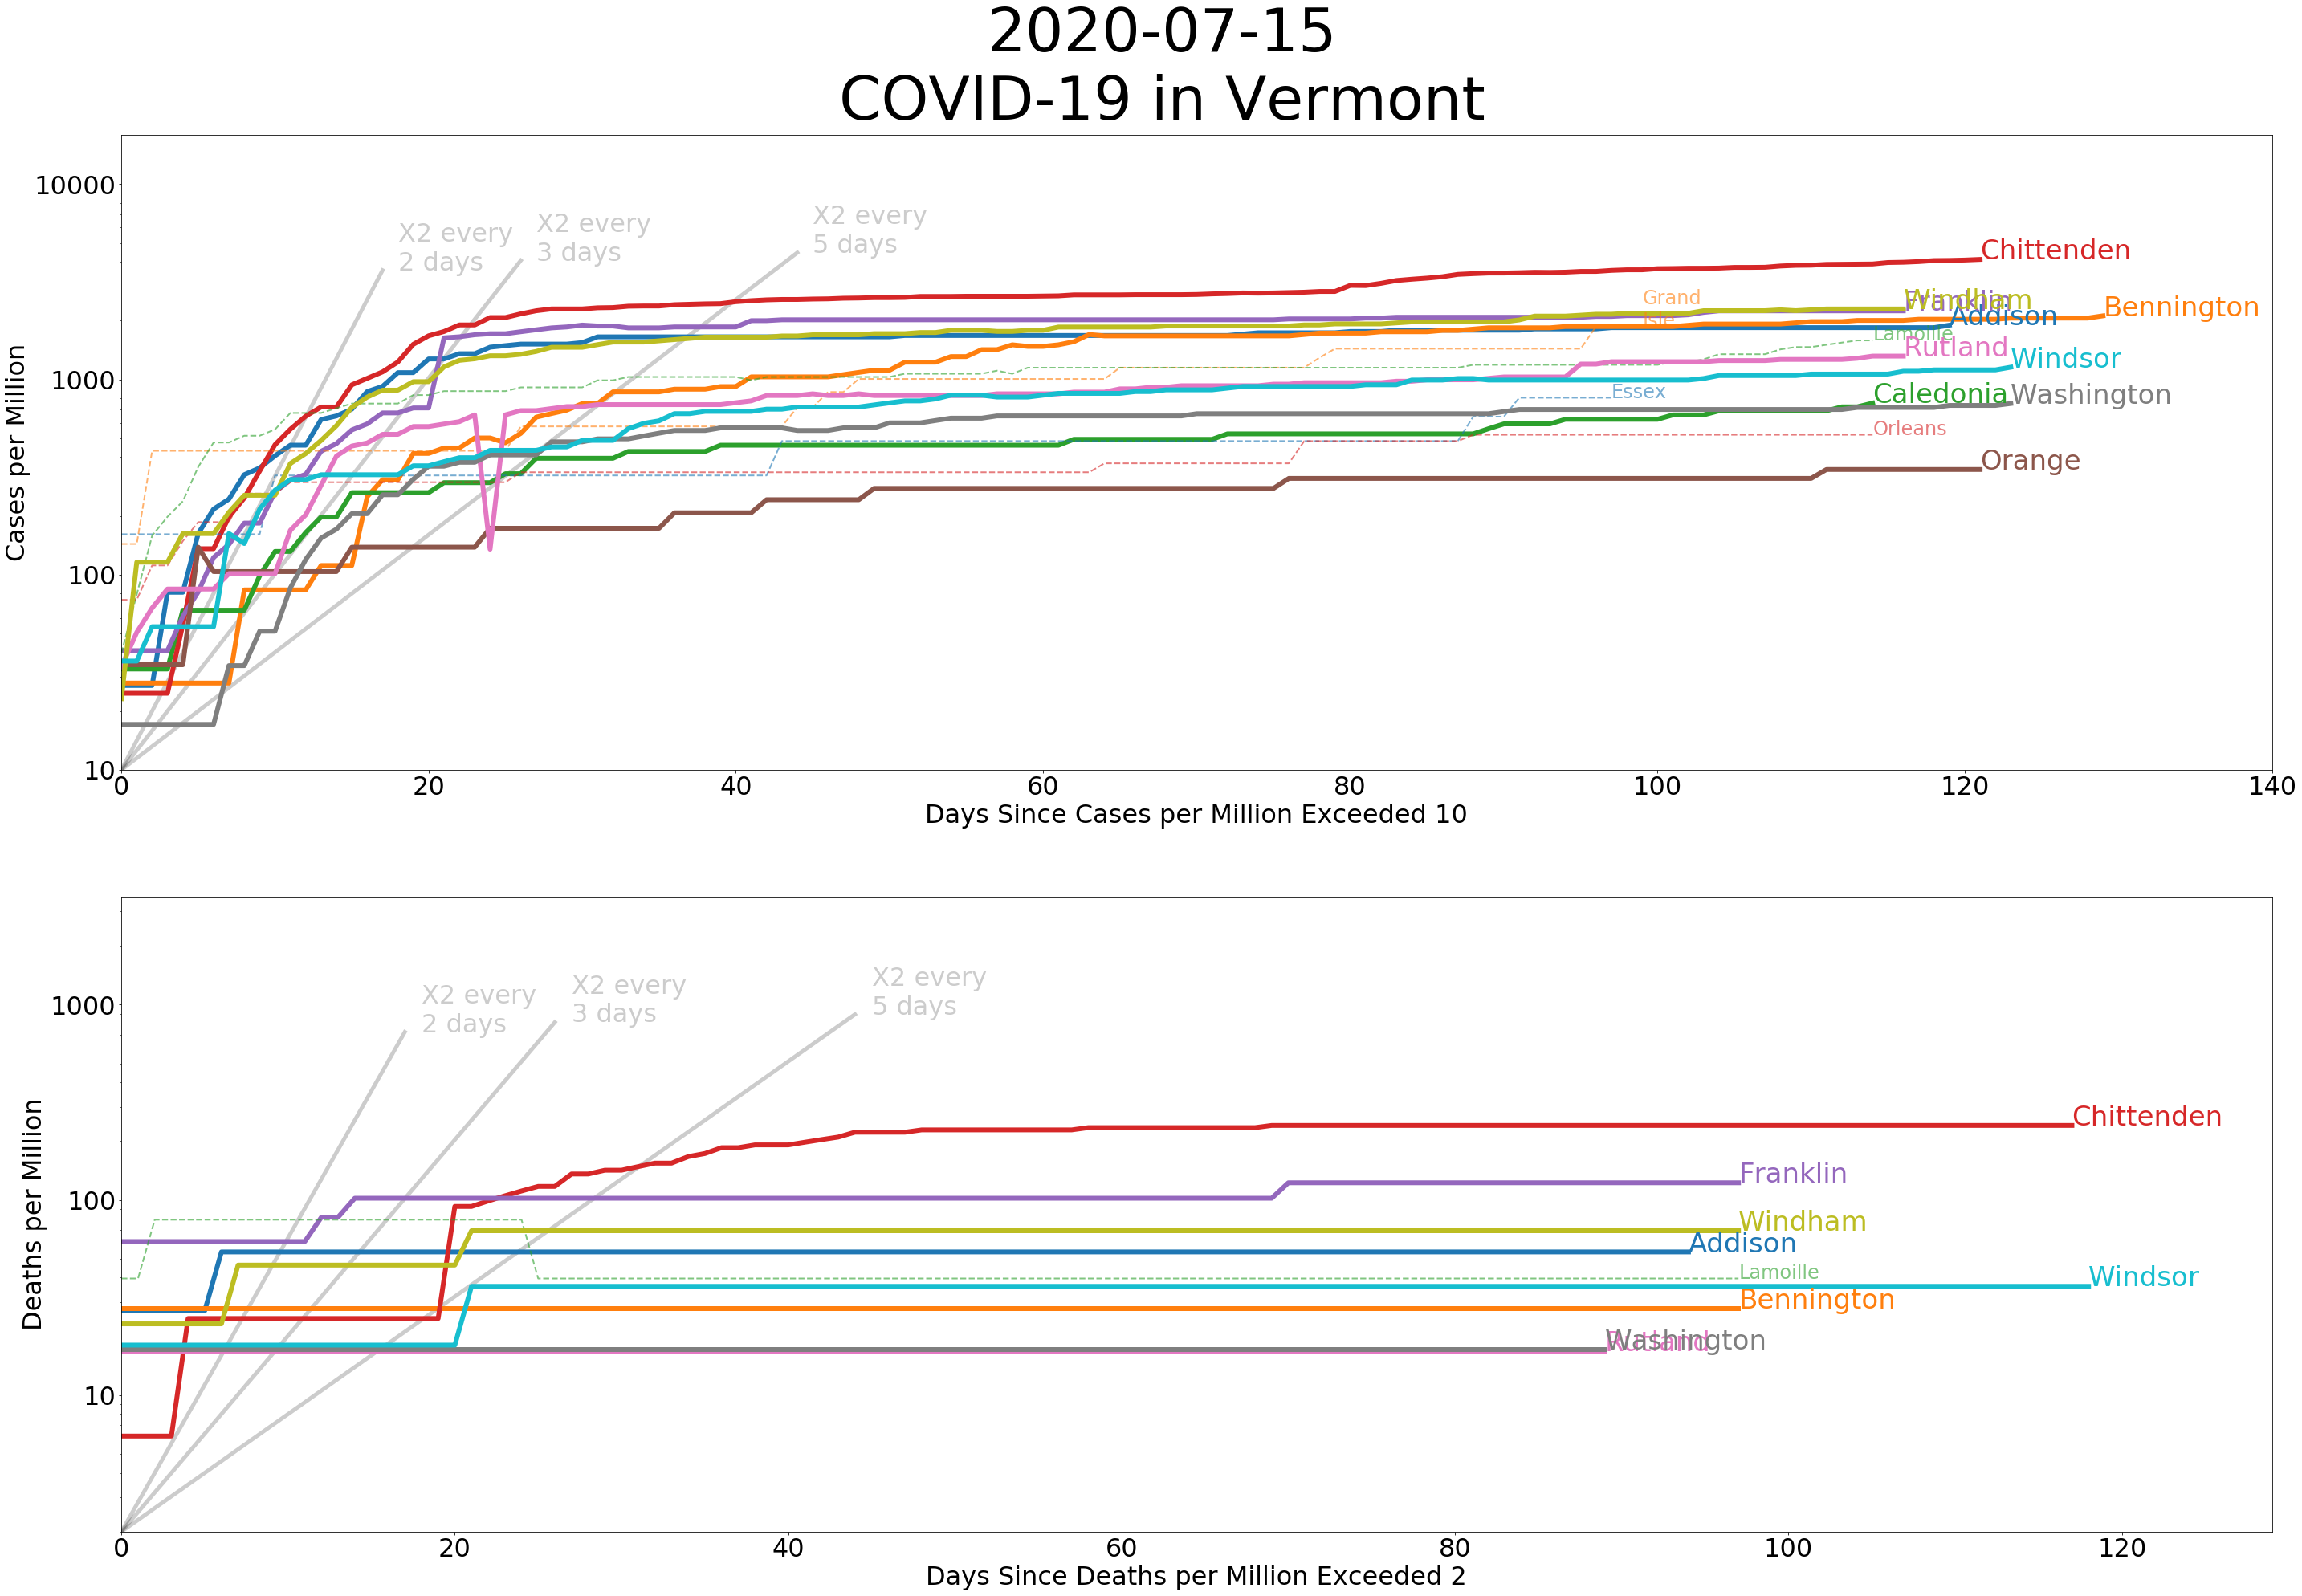 2020-07-15
COVID-19 in Vermont
10000
1000
100
10
Cases per Million
X2 every
2 days
X2 every
3 days
X2 every
5 days
Chittenden
Grand
Isle
Franklin
Windham
Bennington
Addison
Lamoille
Rutland
Windsor
Essex
Caledonia
Washington
Orleans
Orange
0
20
40
60
80
100
120
140
Days Since Cases per Million Exceeded 10
1000
100
10
Deaths per Million
X2 every
2 days
X2 every
3 days
X2 every
5 days
Chittenden
Franklin
Windham
Addison
Lamoille
Windsor
Bennington
Rutland
Washington
0
20
40
60
80
100
120
Days Since Deaths per Million Exceeded 2